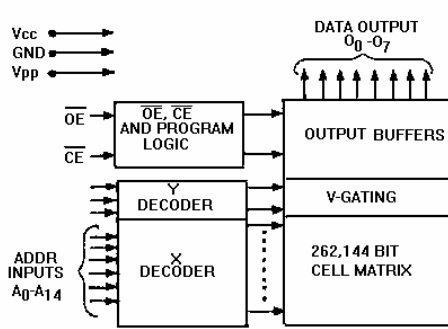 Vcc
GND
Vpp
DATA OUTPUT
O0-O7
OE
CE
OE, CE
AND PROGRAM
LOGIC
OUTPUT BUFFERS
Y
DECODER
V-GATING
X
DECODER
262,144 BIT
CELL MATRIX
ADDR
INPUTS
A0-A14